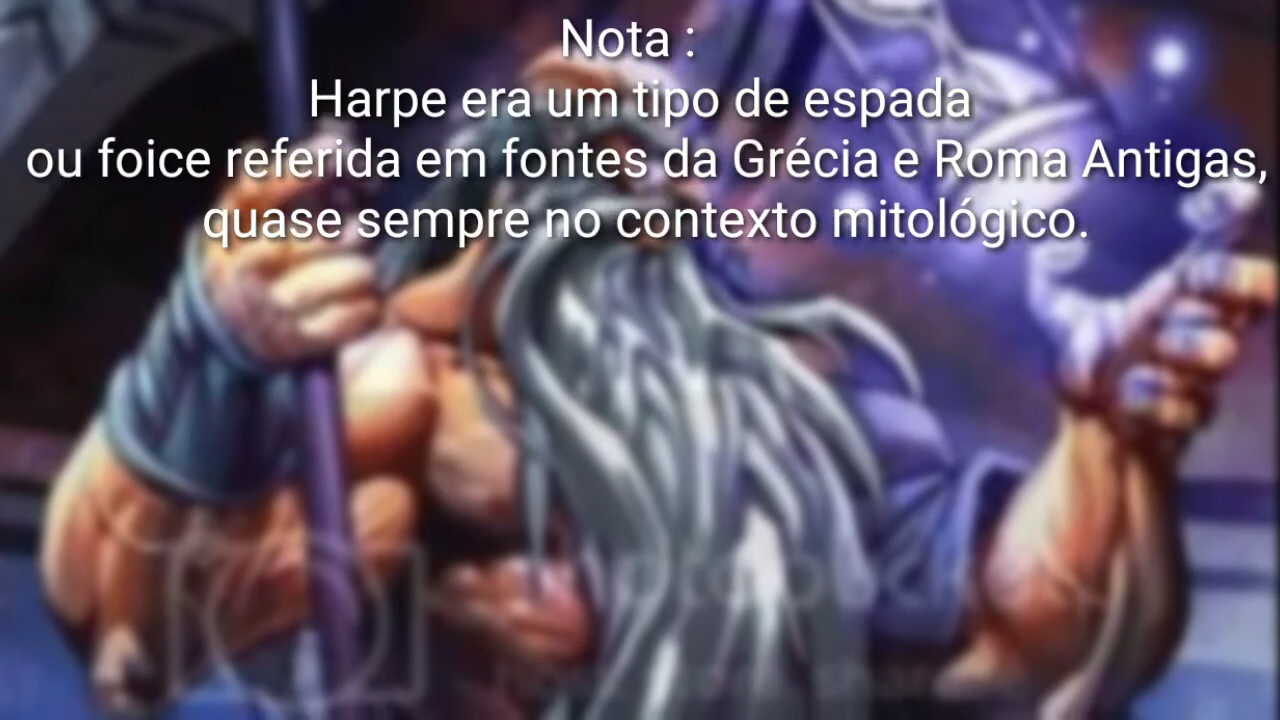 Nota :
Harpe era um tipo de espada
ou foice referida em fontes da Grécia e Roma Antigas,
quase sempre no contexto mitológico.